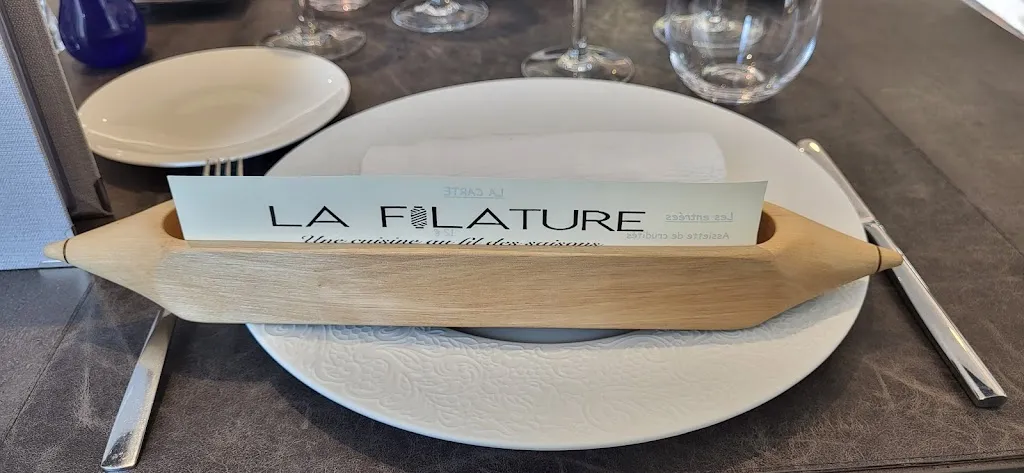 LA CARTE
LA FILATURE
Les entrées
Une cuisine au fil des saisons
Assiette de crudités